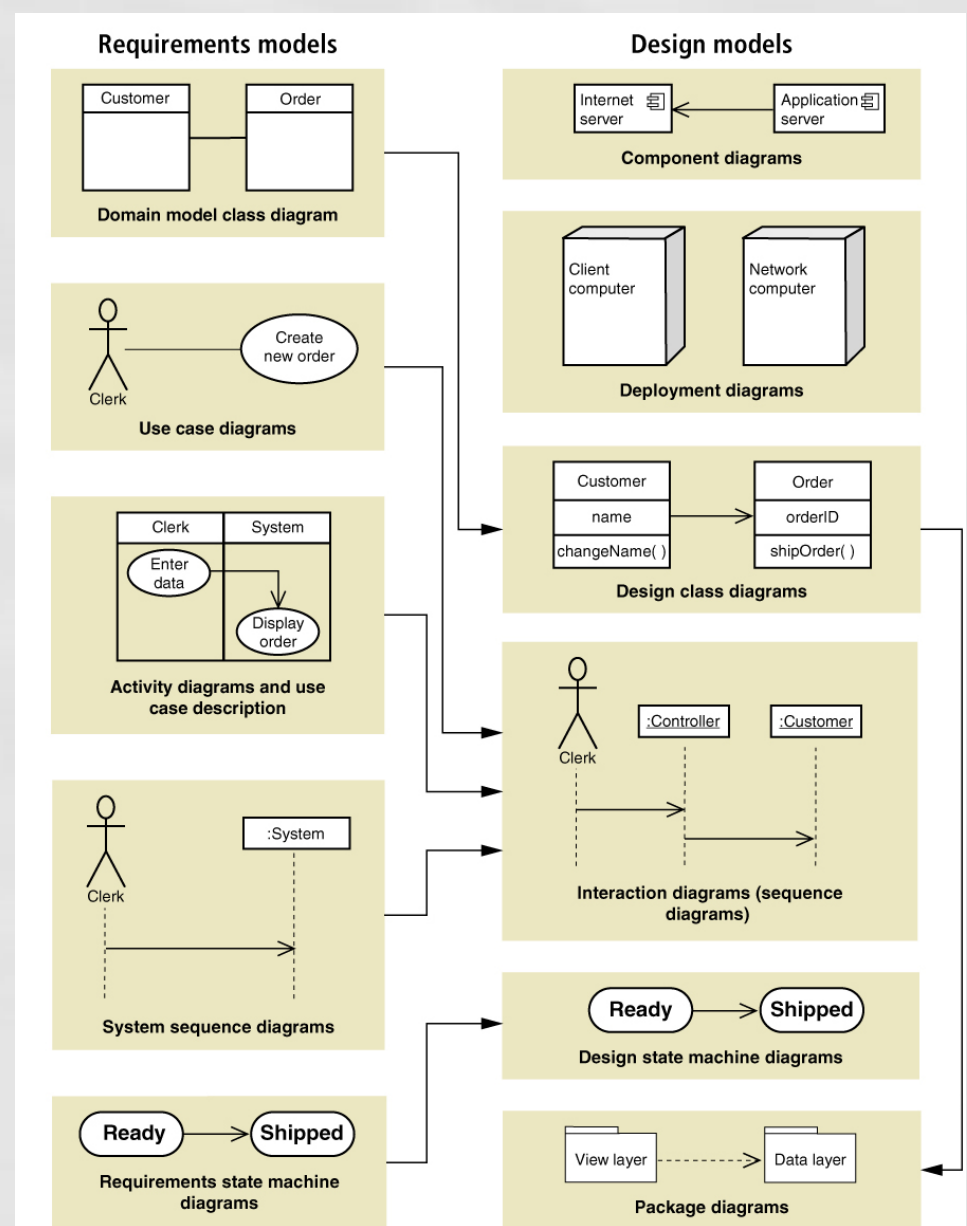 Requirements models
Customer
Order
Domain model class diagram
Clerk
Create
new order
Use case diagrams
Clerk
System
Enter
data
Display
order
Activity diagrams and use
case description
:System
Clerk
System sequence diagrams
Ready
Shipped
Requirements state machine
diagrams
Design models
Internet
server
Application
server
Component diagrams
Client
computer
Network
computer
Deployment diagrams
Customer
Order
name
orderID
changeName( )
shipOrder( )
Design class diagrams
:Controller
:Customer
Clerk
Interaction diagrams (sequence
diagrams)
Ready
Shipped
Design state machine diagrams
View layer
Data layer
Package diagrams